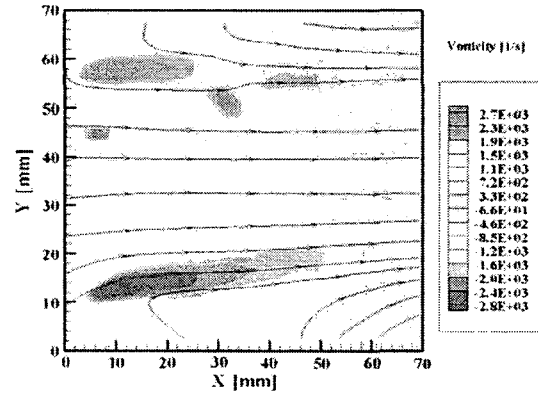 70
60
50
40
30
20
10
0
Y [mm]
0 10 20 30 40 50 60 70
X [mm]
Vorticity [1/s]
2.7E+03
2.3E+03
1.9E+03
1.5E+03
1.1E+03
7.2E+02
3.3E+02
-6.6E+01
-4.6E+02
-8.5E+02
-1.2E+03
-1.6E+03
-2.0E+03
-2.4E+03
-2.8E+03